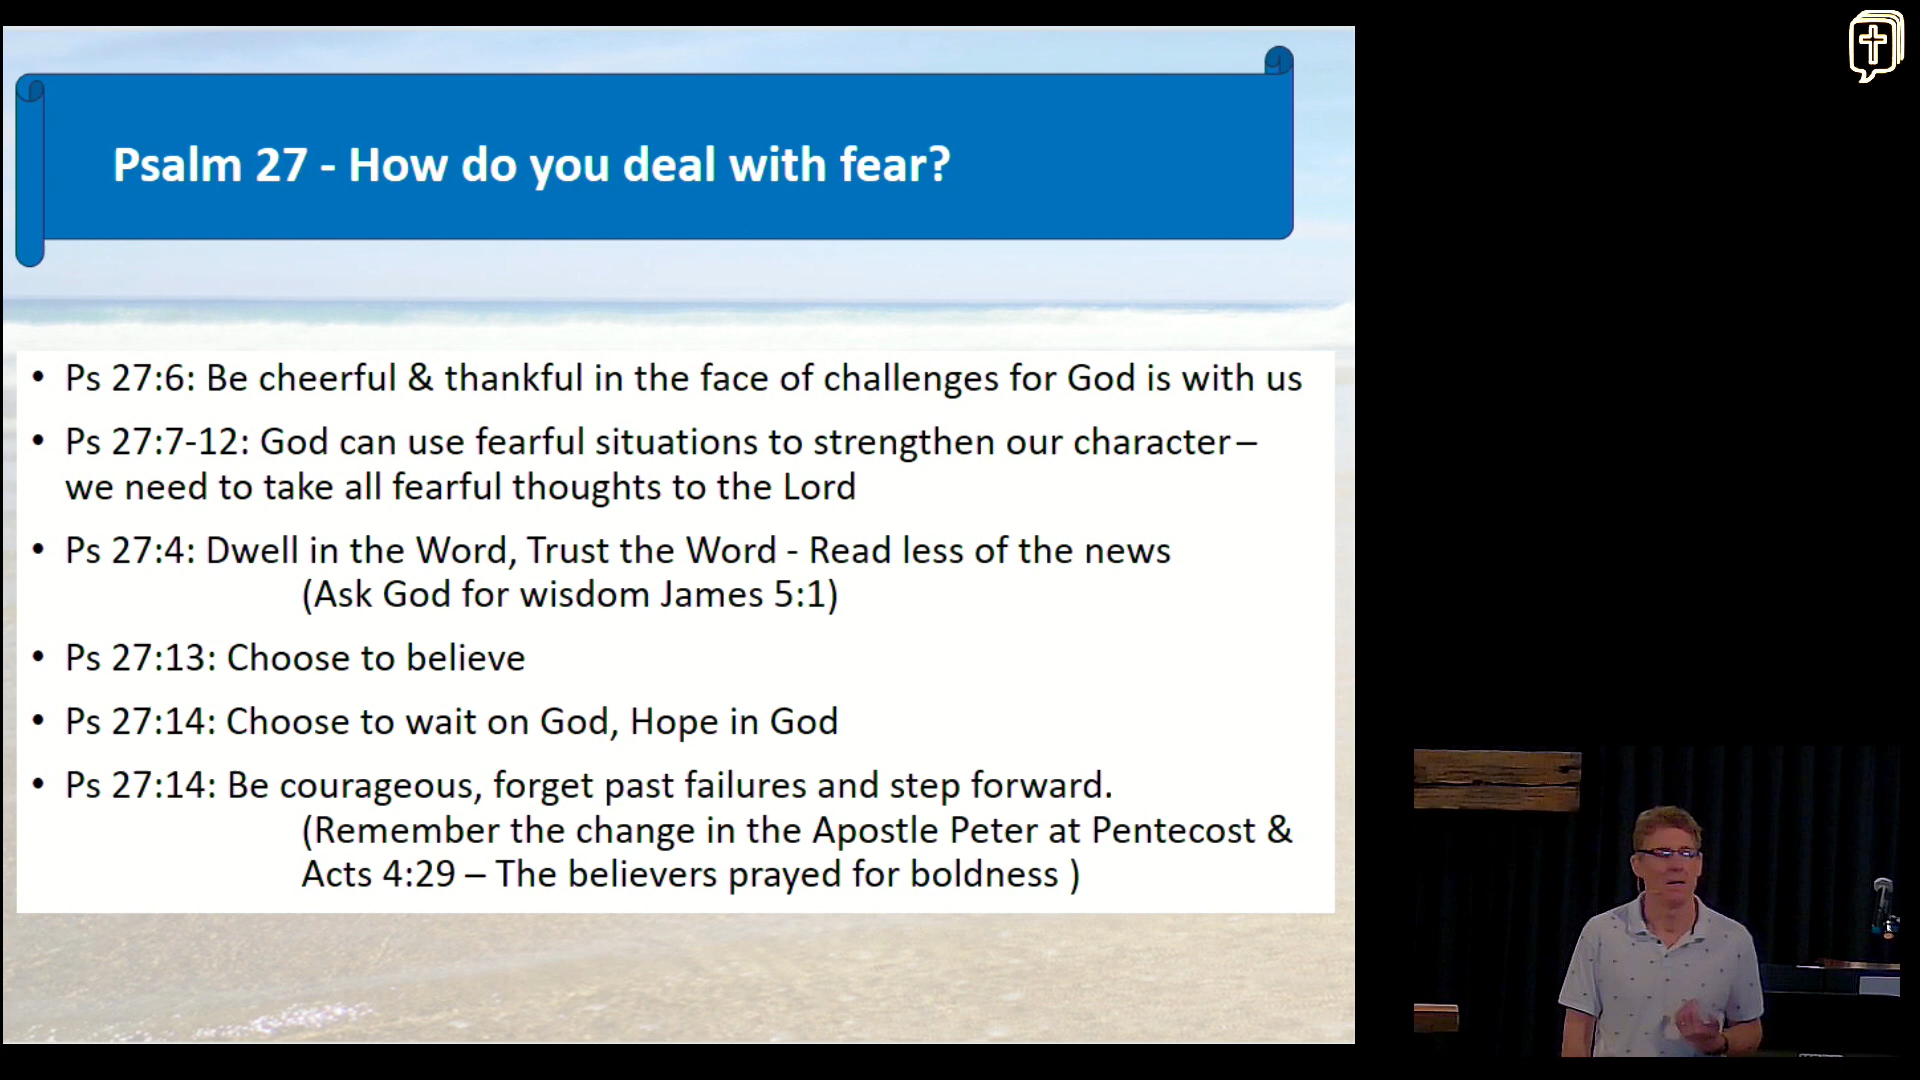 Psalm 27 - How do you deal with fear?
• Ps 27:6: Be cheerful & thankful in the face of challenges for God is with us
• Ps 27:7-12: God can use fearful situations to strengthen our character –
we need to take all fearful thoughts to the Lord
• Ps 27:4: Dwell in the Word, Trust the Word - Read less of the news
(Ask God for wisdom James 5:1)
• Ps 27:13: Choose to believe
• Ps 27:14: Choose to wait on God, Hope in God
• Ps 27:14: Be courageous, forget past failures and step forward.
(Remember the change in the Apostle Peter at Pentecost &
Acts 4:29 – The believers prayed for boldness )